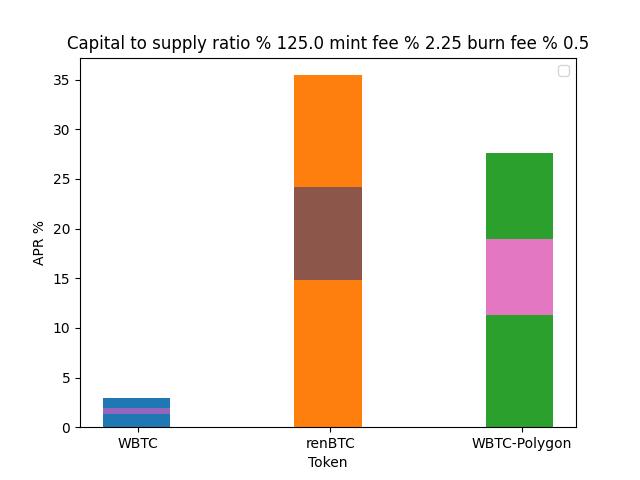 Capital to supply ratio % 125.0 mint fee % 2.25 burn fee % 0.5
35
30
25
20
15
10
5
0
APR %
WBTC
renBTC
WBTC-Polygon
Token